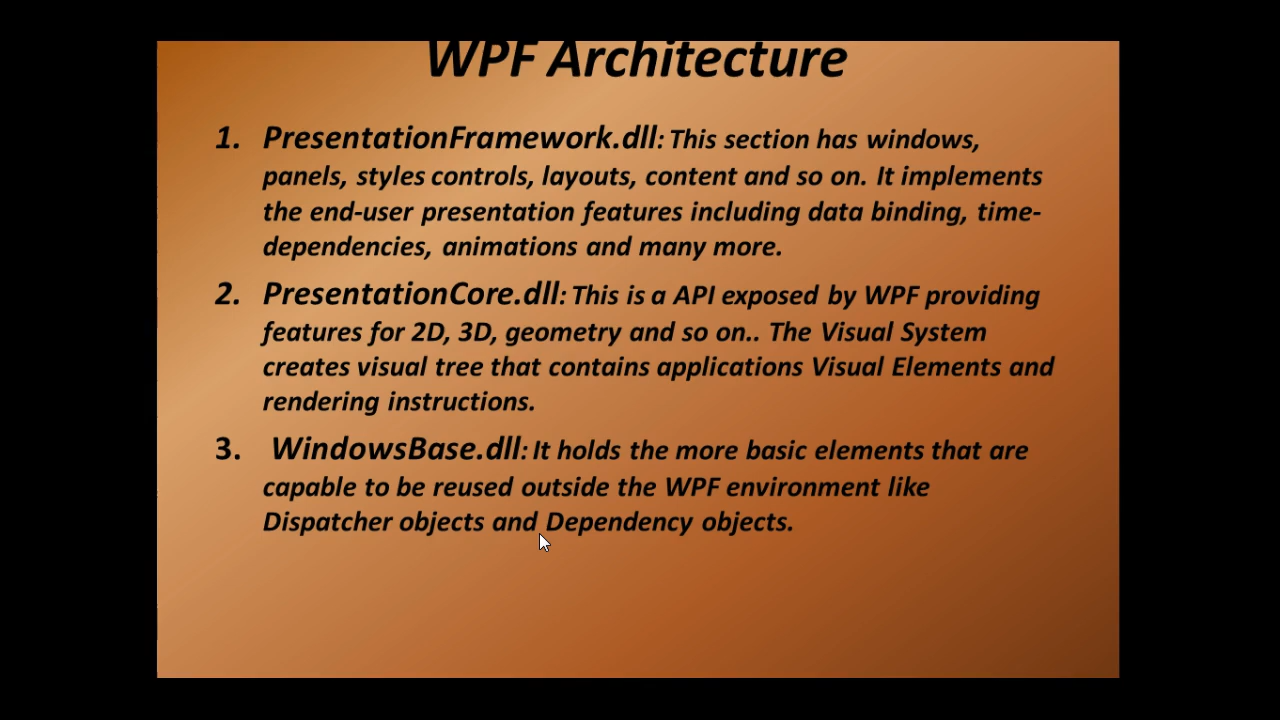 WPF Architecture
1. PresentationFramework.dll: This section has windows,
panels, styles controls, layouts, content and so on. It implements
the end-user presentation features including data binding, time-
dependencies, animations and many more.
2. PresentationCore.dll: This is a API exposed by WPF providing
features for 2D, 3D, geometry and so on.. The Visual System
creates visual tree that contains applications Visual Elements and
rendering instructions.
3. WindowsBase.dll: It holds the more basic elements that are
capable to be reused outside the WPF environment like
Dispatcher objects and Dependency objects.